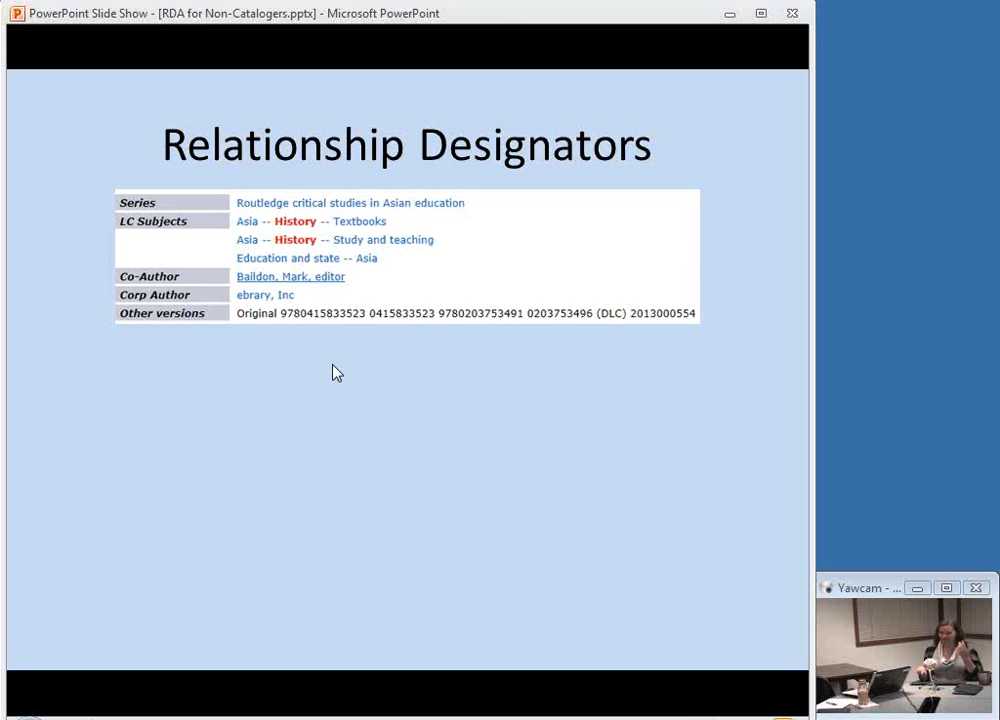 PowerPoint Slide Show - [RDA for Non-Catalogers.pptx] - Microsoft PowerPoint
Relationship Designators
Series Routledge critical studies in Asian education
LC Subjects Asia -- History -- Textbooks
Asia -- History -- Study and teaching
Education and state -- Asia
Co-Author Baildon, Mark, editor
Corp Author ebrary, Inc
Other versions Original 9780415833523 0415833523 9780203753491 0203753496 (DLC) 2013000554
Yawcam - ...